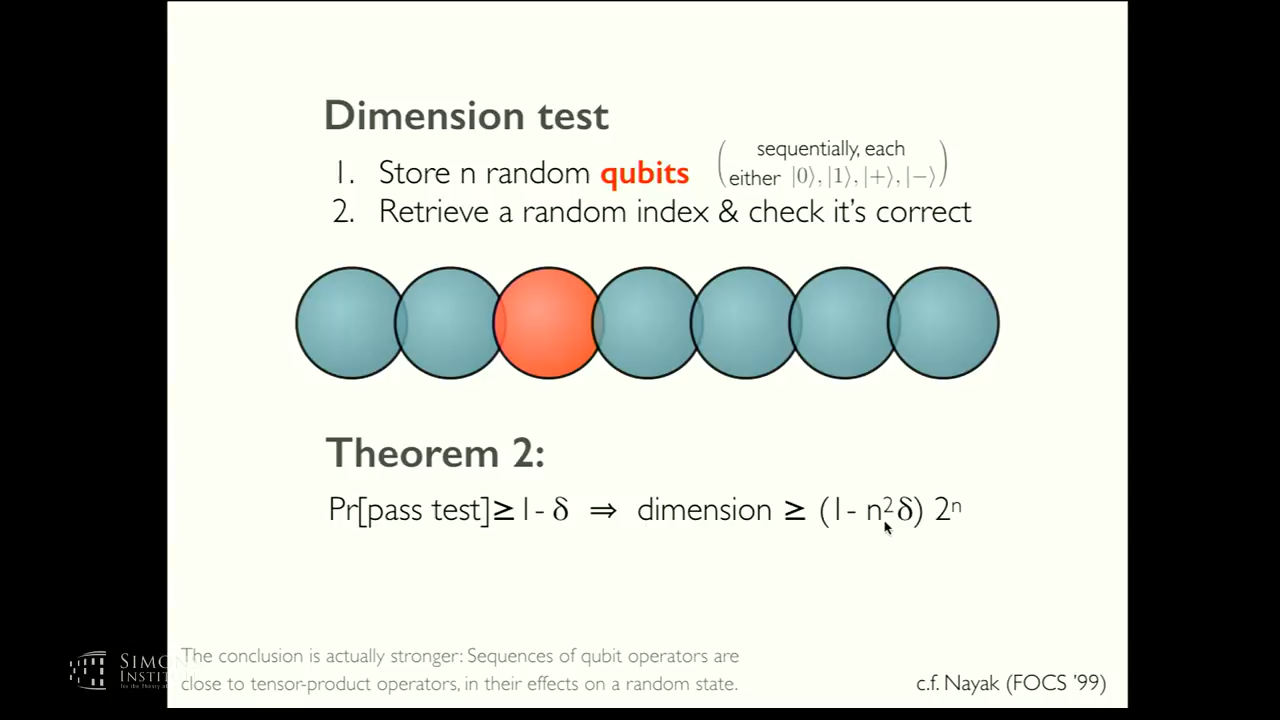 Dimension test
1. Store n random qubits (sequentially, each either |0⟩, |1⟩, |+⟩, |−⟩)
2. Retrieve a random index & check it's correct
Theorem 2:
Pr[pass test]≥1- δ ⇒ dimension ≥ (1- n²δ) 2ⁿ
The conclusion is actually stronger: Sequences of qubit operators are
close to tensor-product operators, in their effects on a random state.
c.f. Nayak (FOCS '99)